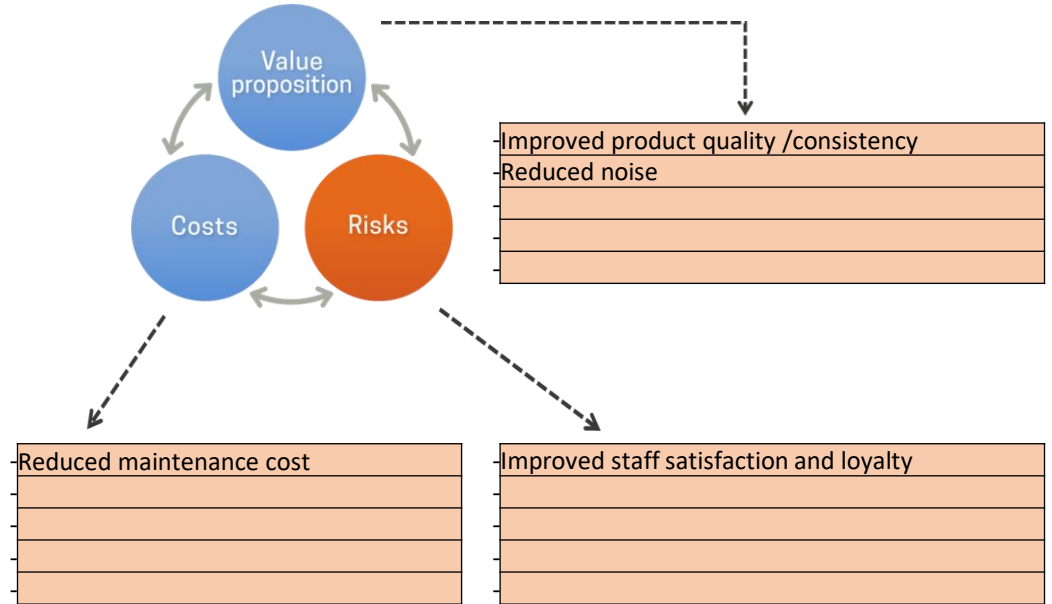 Value
proposition
Costs
Risks
-Improved product quality /consistency
-Reduced noise
-
-
-
-Reduced maintenance cost
-
-
-
-
-Improved staff satisfaction and loyalty
-
-
-
-